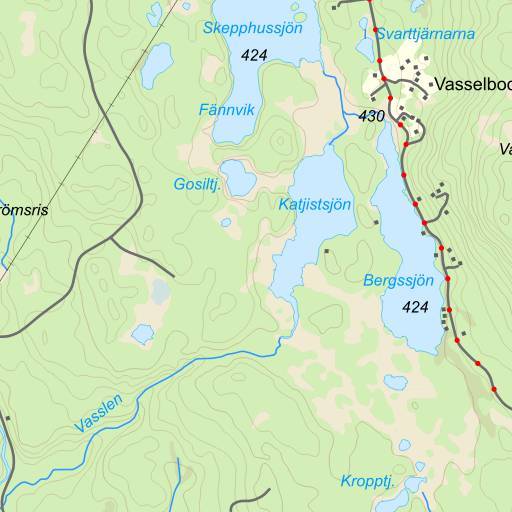 Skepphussjön
Svarttjärnarna
424
Vasselbod
Fännvik
430
Gosiltj.
Katjistsjön
Bergssjön
424
Vasslen
Kropptj.